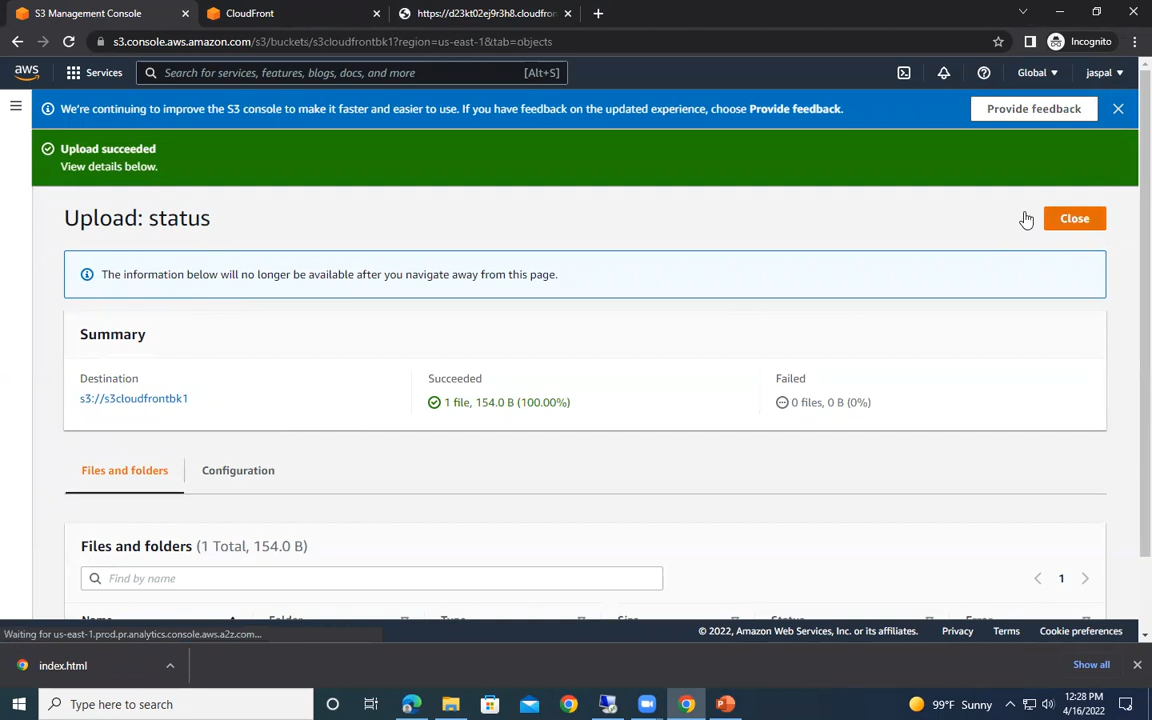 S3 Management Console
CloudFront
https://d23kt02ej9r3h8.cloudfron
s3.console.aws.amazon.com/s3/buckets/s3cloudfrontbk1?region=us-east-1&tab=objects
Incognito
aws
Services
Search for services, features, blogs, docs, and more
[Alt+S]
Global
jaspal
We're continuing to improve the S3 console to make it faster and easier to use. If you have feedback on the updated experience, choose Provide feedback.
Provide feedback
Upload succeeded
View details below.
Upload: status
Close
The information below will no longer be available after you navigate away from this page.
Summary
Destination
Succeeded
Failed
s3://s3cloudfrontbk1
1 file, 154.0 B (100.00%)
0 files, 0 B (0%)
Files and folders
Configuration
Files and folders (1 Total, 154.0 B)
Find by name
1
Name
Folder
Type
Size
Status
Error
Waiting for us-east-1.prod.pr.analytics.console.aws.a2z.com...
© 2022, Amazon Web Services, Inc. or its affiliates.
Privacy
Terms
Cookie preferences
index.html
Show all
Type here to search
99°F Sunny
12:28 PM
4/16/2022